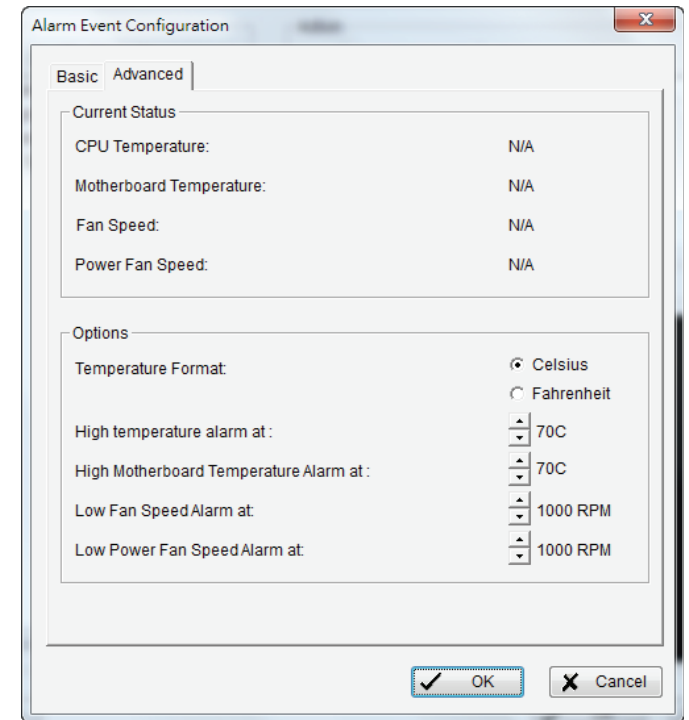 Alarm Event Configuration
Basic Advanced
Current Status
CPU Temperature: N/A
Motherboard Temperature: N/A
Fan Speed: N/A
Power Fan Speed: N/A
Options
Temperature Format: Celsius
Fahrenheit
High temperature alarm at : 70C
High Motherboard Temperature Alarm at : 70C
Low Fan Speed Alarm at: 1000 RPM
Low Power Fan Speed Alarm at: 1000 RPM
OK Cancel